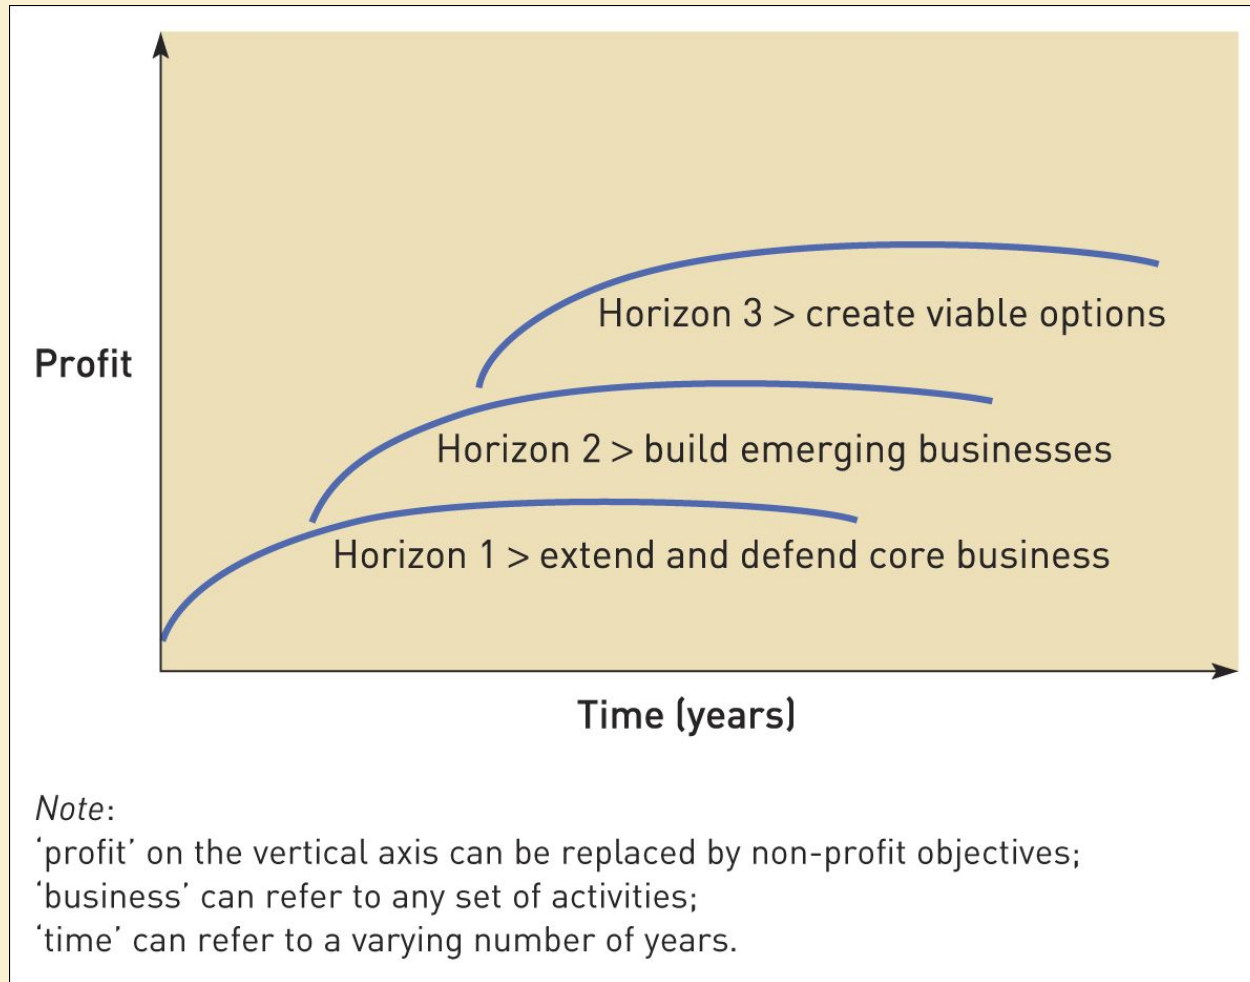 Profit
Horizon 3 > create viable options
Horizon 2 > build emerging businesses
Horizon 1 > extend and defend core business
Time (years)
Note:
‘profit’ on the vertical axis can be replaced by non-profit objectives;
‘business’ can refer to any set of activities;
‘time’ can refer to a varying number of years.